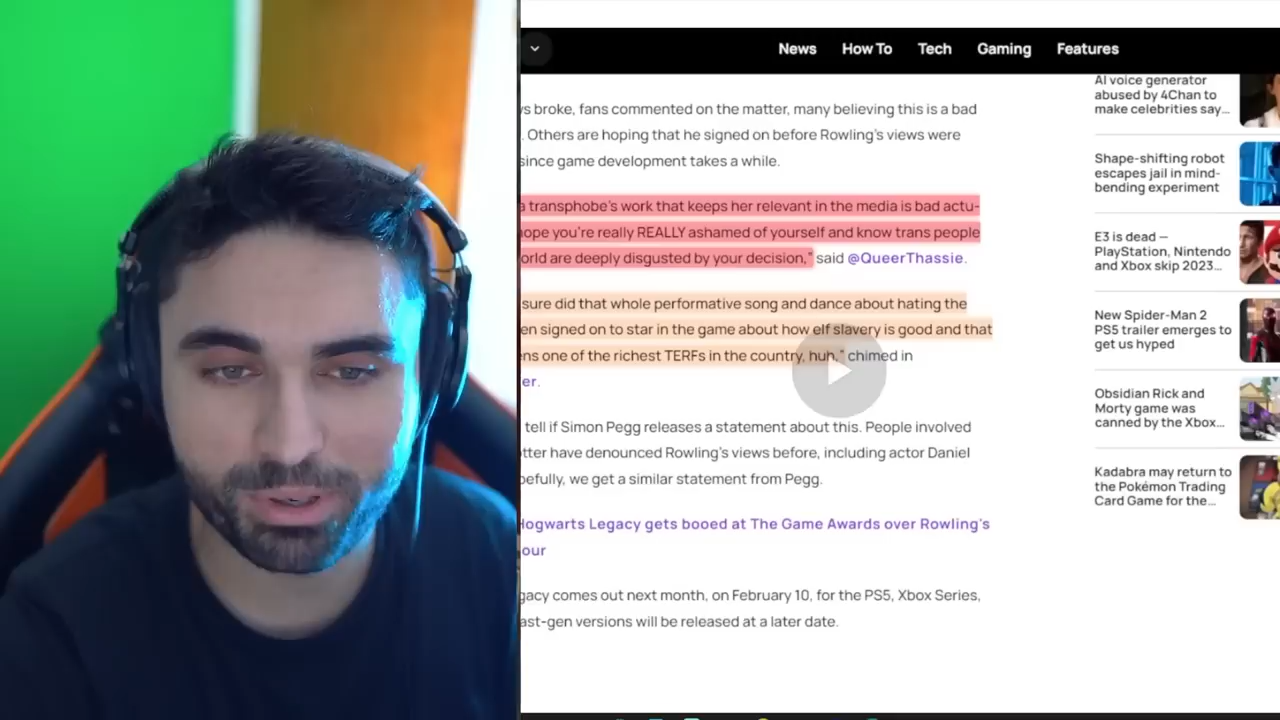 News How To Tech Gaming Features
vs broke, fans commented on the matter, many believing this is a bad
. Others are hoping that he signed on before Rowling's views were
since game development takes a while.
a transphobe's work that keeps her relevant in the media is bad actu-
hope you're really REALLY ashamed of yourself and know trans people
orld are deeply disgusted by your decision," said @QueerThassie.
sure did that whole performative song and dance about hating the
en signed on to star in the game about how elf slavery is good and that
ens one of the richest TERFs in the country, huh," chimed in
er.
tell if Simon Pegg releases a statement about this. People involved
tter have denounced Rowling's views before, including actor Daniel
pefully, we get a similar statement from Pegg.
Hogwarts Legacy gets booed at The Game Awards over Rowling's
our
gacy comes out next month, on February 10, for the PS5, Xbox Series,
ast-gen versions will be released at a later date.
AI voice generator
abused by 4Chan to
make celebrities say...
Shape-shifting robot
escapes jail in mind-
bending experiment
E3 is dead —
PlayStation, Nintendo
and Xbox skip 2023...
New Spider-Man 2
PS5 trailer emerges to
get us hyped
Obsidian Rick and
Morty game was
canned by the Xbox...
Kadabra may return to
the Pokémon Trading
Card Game for the...